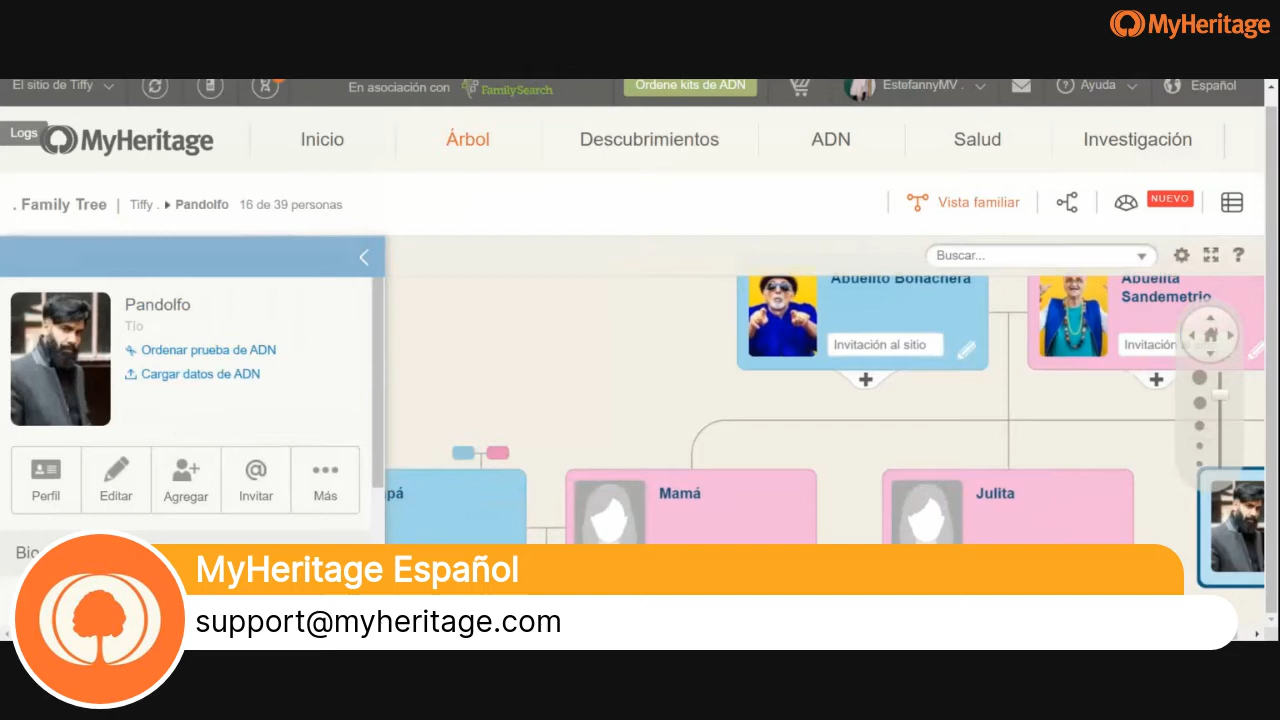 MyHeritage
El sitio de Tiffy
En asociación con FamilySearch
Ordene kits de ADN
EstefannyMV .
Ayuda
Español
Logs
MyHeritage
Inicio
Árbol
Descubrimientos
ADN
Salud
Investigación
. Family Tree | Tiffy . Pandolfo 16 de 39 personas
Vista familiar
NUEVO
Buscar...
Pandolfo
Tío
Ordenar prueba de ADN
Cargar datos de ADN
Perfil
Editar
Agregar
Invitar
Más
Abuelito Bonachera
Invitación al sitio
Abuelita
Sandemetrio
Invitación al
pá
Mamá
Julita
Bio
MyHeritage Español
support@myheritage.com